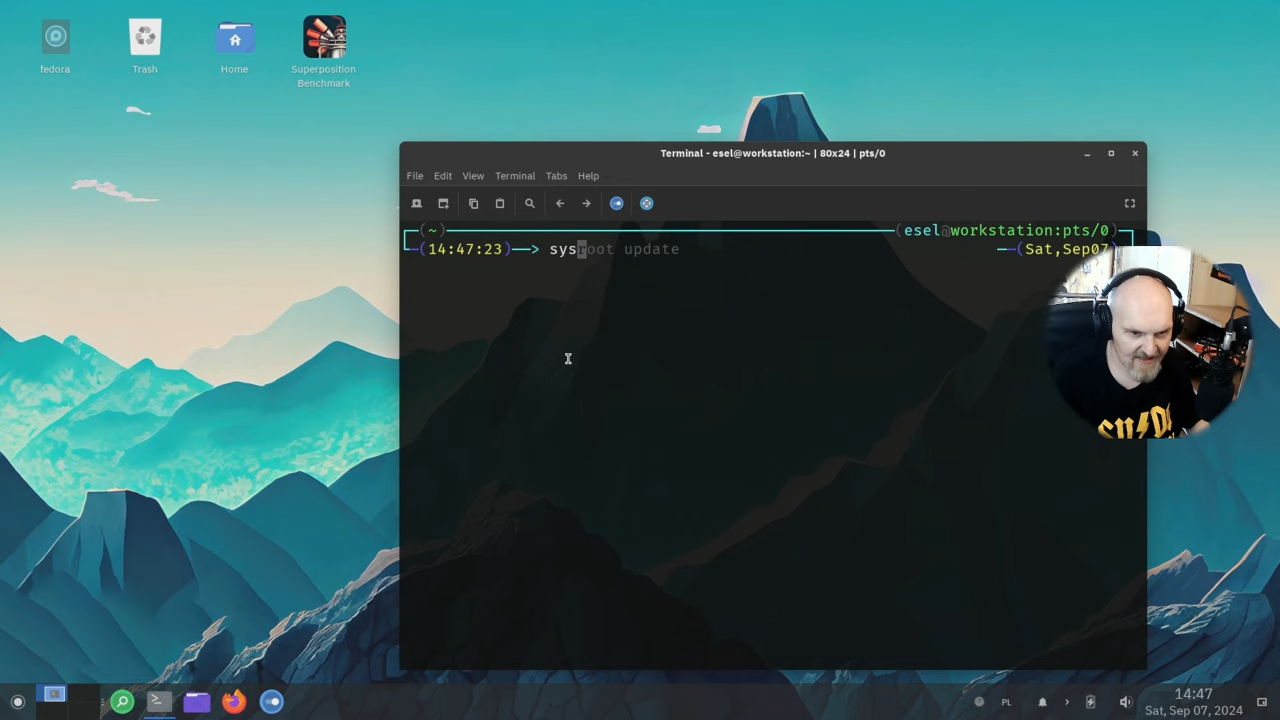 fedora
Trash
Home
Superposition
Benchmark
Terminal - esel@workstation:~ | 80x24 | pts/0
File Edit View Terminal Tabs Help
(~) (esel@workstation:pts/0)
(14:47:23)—> sysroot update —(Sat,Sep07)
PL
14:47
Sat, Sep 07, 2024